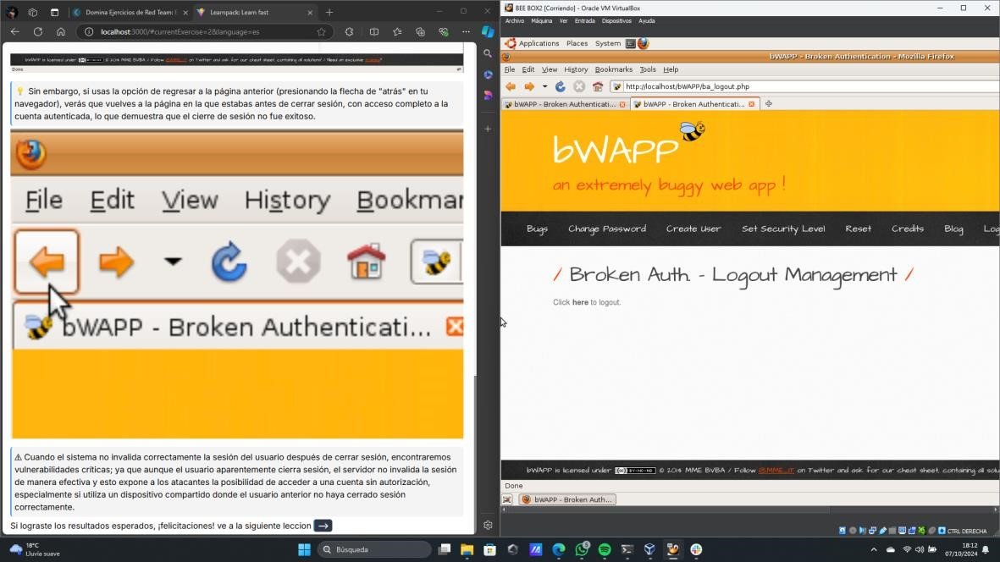 Domina Ejercicios de Red Team: E
Learnpack: Learn fast
localhost:3000/#currentExercise=2&language=es
bWAPP is licensed under © 2014 MME BVBA / Follow @MME_IT on Twitter and ask for our cheat sheet, containing all solutions! / Need an exclusive
Done
💡 Sin embargo, si usas la opción de regresar a la página anterior (presionando la flecha de "atrás" en tu
navegador), verás que vuelves a la página en la que estabas antes de cerrar sesión, con acceso completo a la
cuenta autenticada, lo que demuestra que el cierre de sesión no fue exitoso.
File Edit View History Bookmar
bWAPP - Broken Authenticati...
⚠ Cuando el sistema no invalida correctamente la sesión del usuario después de cerrar sesión, encontraremos
vulnerabilidades críticas; ya que aunque el usuario aparentemente cierra sesión, el servidor no invalida la sesión
de manera efectiva y esto expone a los atacantes la posibilidad de acceder a una cuenta sin autorización,
especialmente si utiliza un dispositivo compartido donde el usuario anterior no haya cerrado sesión
correctamente.
Si lograste los resultados esperados, ¡felicitaciones! ve a la siguiente leccion →
BEE BOX2 [Corriendo] - Oracle VM VirtualBox
Archivo Máquina Ver Entrada Dispositivos Ayuda
Applications Places System
bWAPP - Broken Authentication - Mozilla Firefox
File Edit View History Bookmarks Tools Help
http://localhost/bWAPP/ba_logout.php
bWAPP - Broken Authenticati...
bWAPP - Broken Authenticati...
bWAPP
an extremely buggy web app !
Bugs Change Password Create User Set Security Level Reset Credits Blog Log
/ Broken Auth. - Logout Management /
Click here to logout.
bWAPP is licensed under BY-NC-ND © 2014 MME BVBA / Follow @MME_IT on Twitter and ask for our cheat sheet, containing all solu
Done
bWAPP - Broken Auth...
CTRL DERECHA
18°C
Lluvia suave
Búsqueda
18:12
07/10/2024